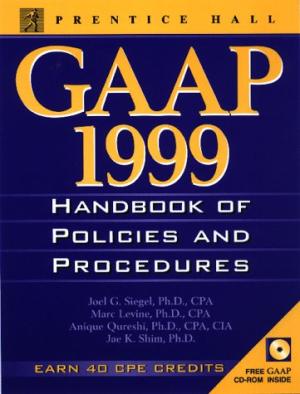 PRENTICE HALL
GAAP
1999
HANDBOOK OF
POLICIES AND
PROCEDURES
Joel G. Siegel, Ph.D., CPA
Marc Levine, Ph.D., CPA
Anique Qureshi, Ph.D., CPA, CIA
Jae K. Shim, Ph.D.
EARN 40 CPE CREDITS
FREE GAAP
CD-ROM INSIDE